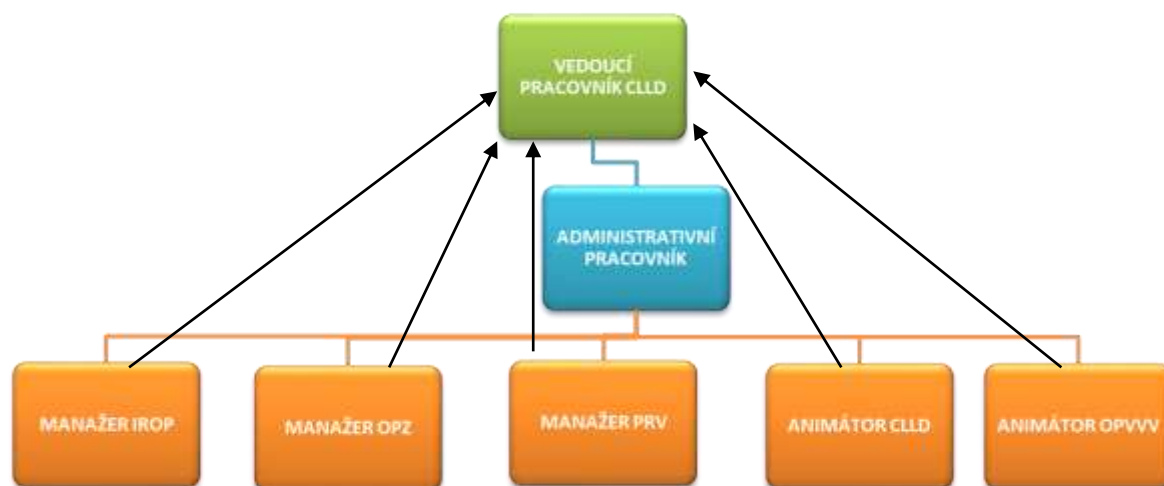 VEDOUCÍ
PRACOVNÍK CLLD
ADMINISTRATIVNÍ
PRACOVNÍK
MANAŽER IROP
MANAŽER OPZ
MANAŽER PRV
ANIMÁTOR CLLD
ANIMÁTOR OPVVV